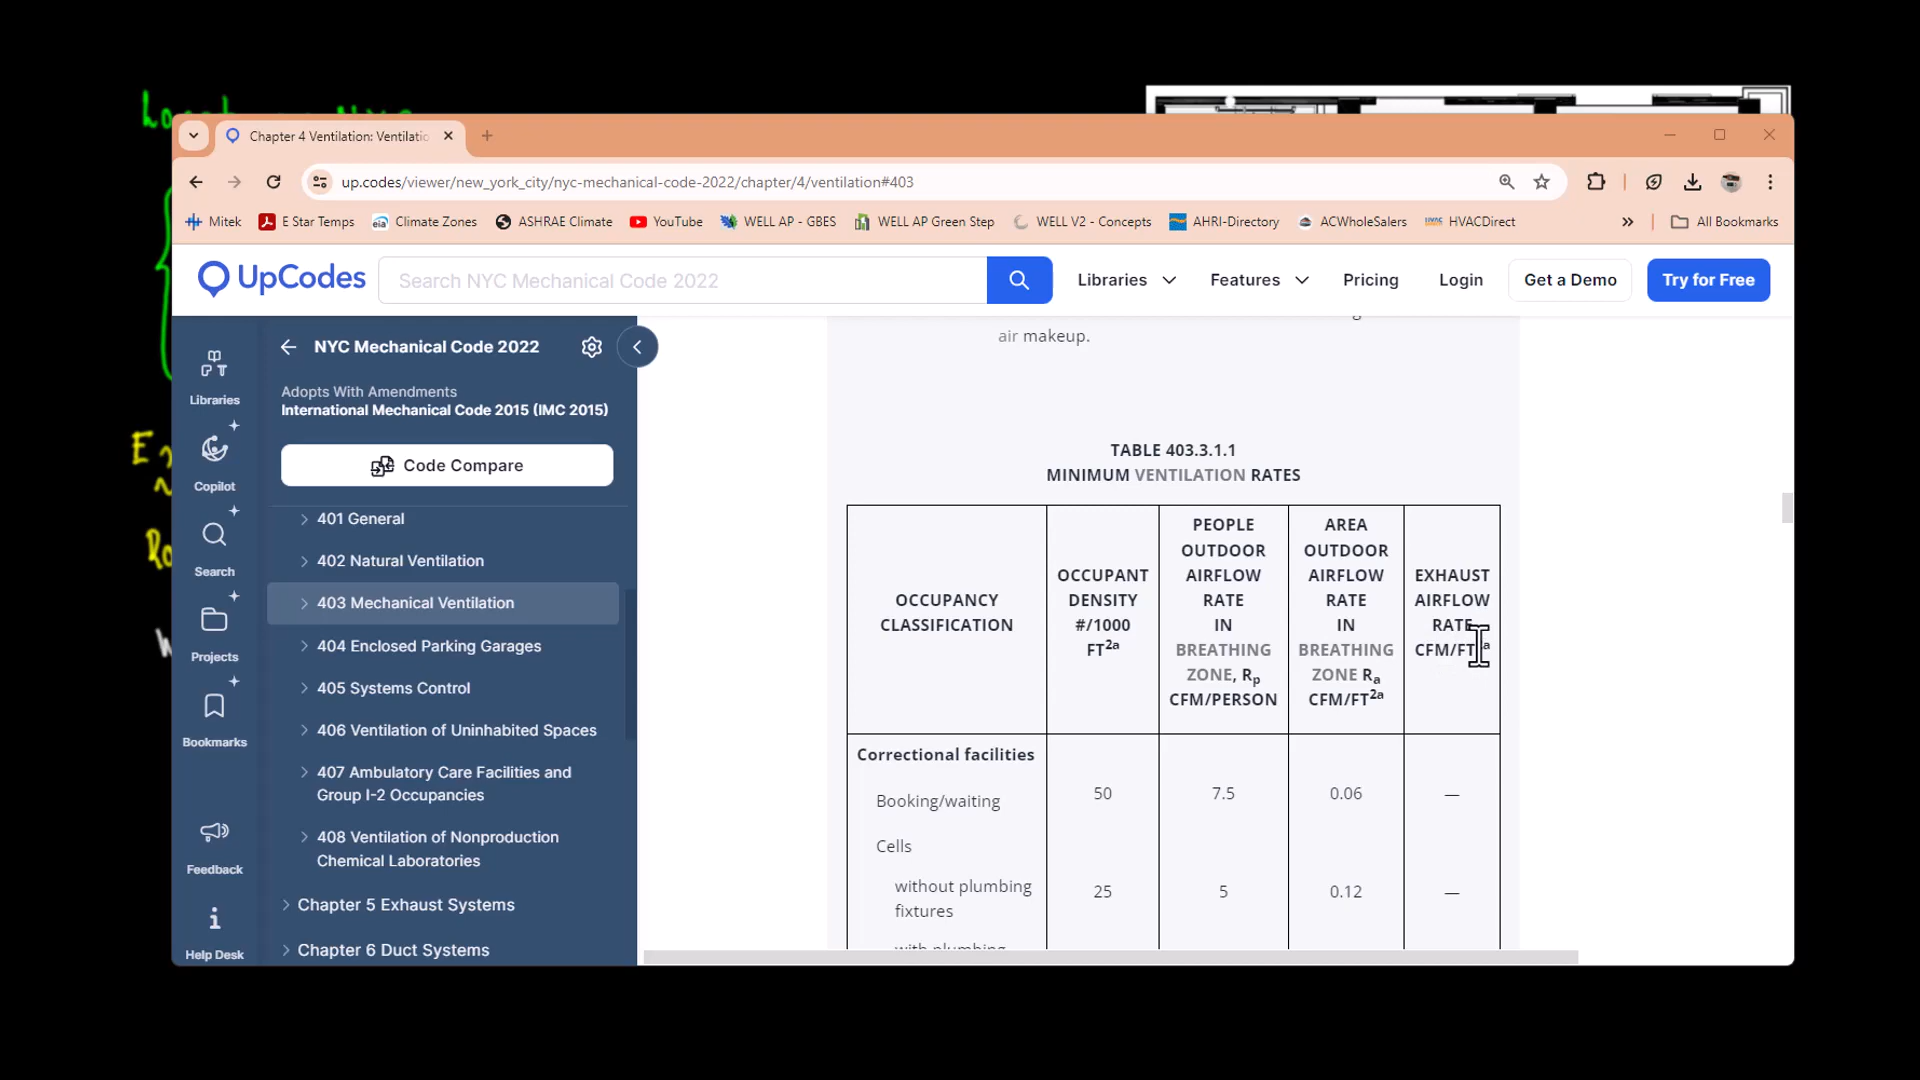 Chapter 4 Ventilation: Ventilatio
up.codes/viewer/new_york_city/nyc-mechanical-code-2022/chapter/4/ventilation#403
Mitek E Star Temps Climate Zones ASHRAE Climate YouTube WELL AP - GBES WELL AP Green Step WELL V2 - Concepts AHRI-Directory ACWholeSalers HVACDirect » All Bookmarks
UpCodes Search NYC Mechanical Code 2022 Libraries Features Pricing Login Get a Demo Try for Free
Libraries
Copilot
Search
Projects
Bookmarks
Feedback
Help Desk
NYC Mechanical Code 2022
Adopts With Amendments
International Mechanical Code 2015 (IMC 2015)
Code Compare
401 General
402 Natural Ventilation
403 Mechanical Ventilation
404 Enclosed Parking Garages
405 Systems Control
406 Ventilation of Uninhabited Spaces
407 Ambulatory Care Facilities and
Group I-2 Occupancies
408 Ventilation of Nonproduction
Chemical Laboratories
Chapter 5 Exhaust Systems
Chapter 6 Duct Systems
air makeup.
TABLE 403.3.1.1
MINIMUM VENTILATION RATES
OCCUPANCY
CLASSIFICATION
OCCUPANT
DENSITY
#/1000
FT2a
PEOPLE
OUTDOOR
AIRFLOW
RATE
IN
BREATHING
ZONE, Rp
CFM/PERSON
AREA
OUTDOOR
AIRFLOW
RATE
IN
BREATHING
ZONE Ra
CFM/FT2a
EXHAUST
AIRFLOW
RATE
CFM/FT
Correctional facilities
Booking/waiting 50 7.5 0.06 —
Cells
without plumbing
fixtures 25 5 0.12 —
with plumbing